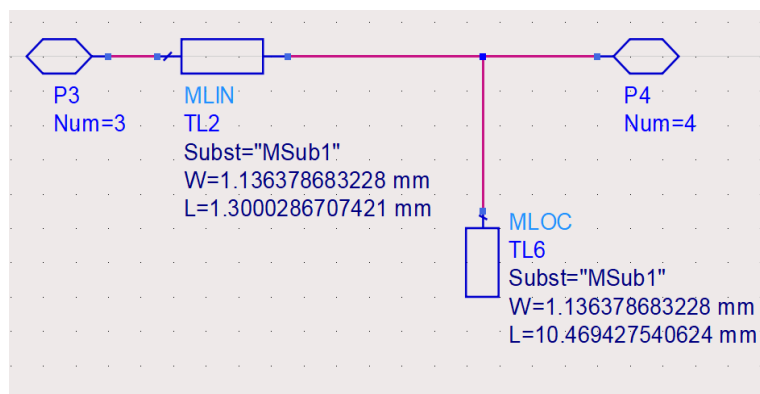 P3
Num=3
MLIN
TL2
Subst="MSub1"
W=1.136378683228 mm
L=1.3000286707421 mm
P4
Num=4
MLOC
TL6
Subst="MSub1"
W=1.136378683228 mm
L=10.469427540624 mm